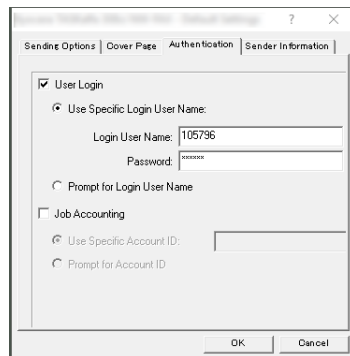 Sending Options Cover Page Authentication Sender Information
User Login
Use Specific Login User Name:
Login User Name: 105796
Password: ******
Prompt for Login User Name
Job Accounting
Use Specific Account ID:
Prompt for Account ID
OK Cancel